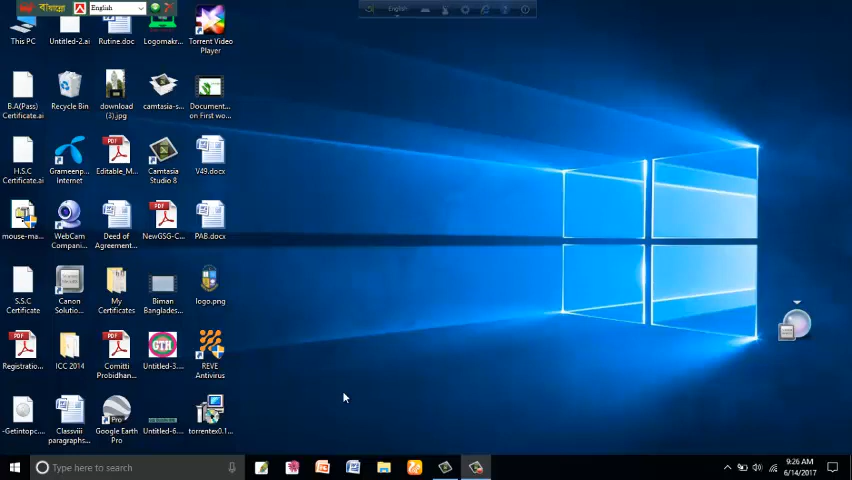 বায়ান্নো English
English
This PC
Untitled-2.ai
Rutine.doc
Logomakr...
Torrent Video
Player
B.A(Pass)
Certificate.ai
Recycle Bin
download
(3).jpg
camtasia-s...
Document...
on First wo...
H.S.C
Certificate.ai
Grameenp...
Internet
Editable_M...
Camtasia
Studio 8
V49.docx
mouse-ma...
WebCam
Compani...
Deed of
Agreement...
NewGSG-C...
PAB.docx
S.S.C
Certificate
Canon
Solutio...
My
Certificates
Biman
Banglades...
logo.png
Registratio...
ICC 2014
Comitti
Probidhan...
GTH
Untitled-3....
REVE
Antivirus
-Getintopc....
Classviii
paragraphs...
Google Earth
Pro
Untitled-6....
torrentex0.1...
Type here to search
9:26 AM
6/14/2017